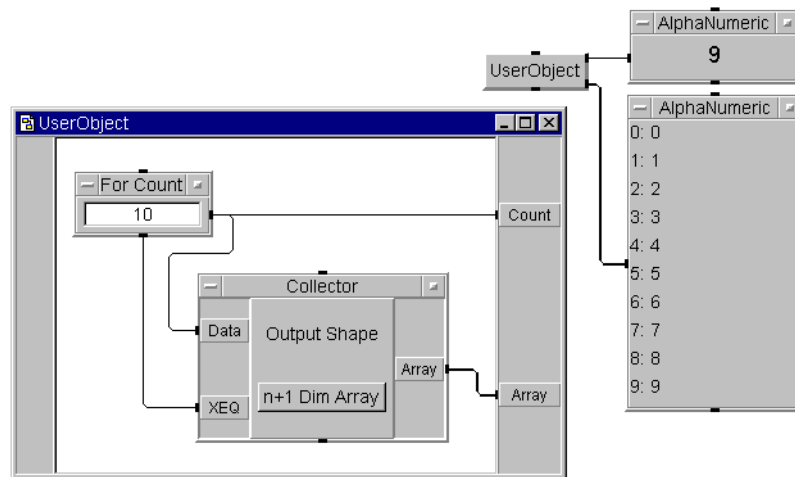 AlphaNumeric
9
UserObject
AlphaNumeric
0: 0
1: 1
2: 2
3: 3
4: 4
5: 5
6: 6
7: 7
8: 8
9: 9
UserObject
For Count
10
Count
Collector
Data
Output Shape
Array
n+1 Dim Array
XEQ
Array